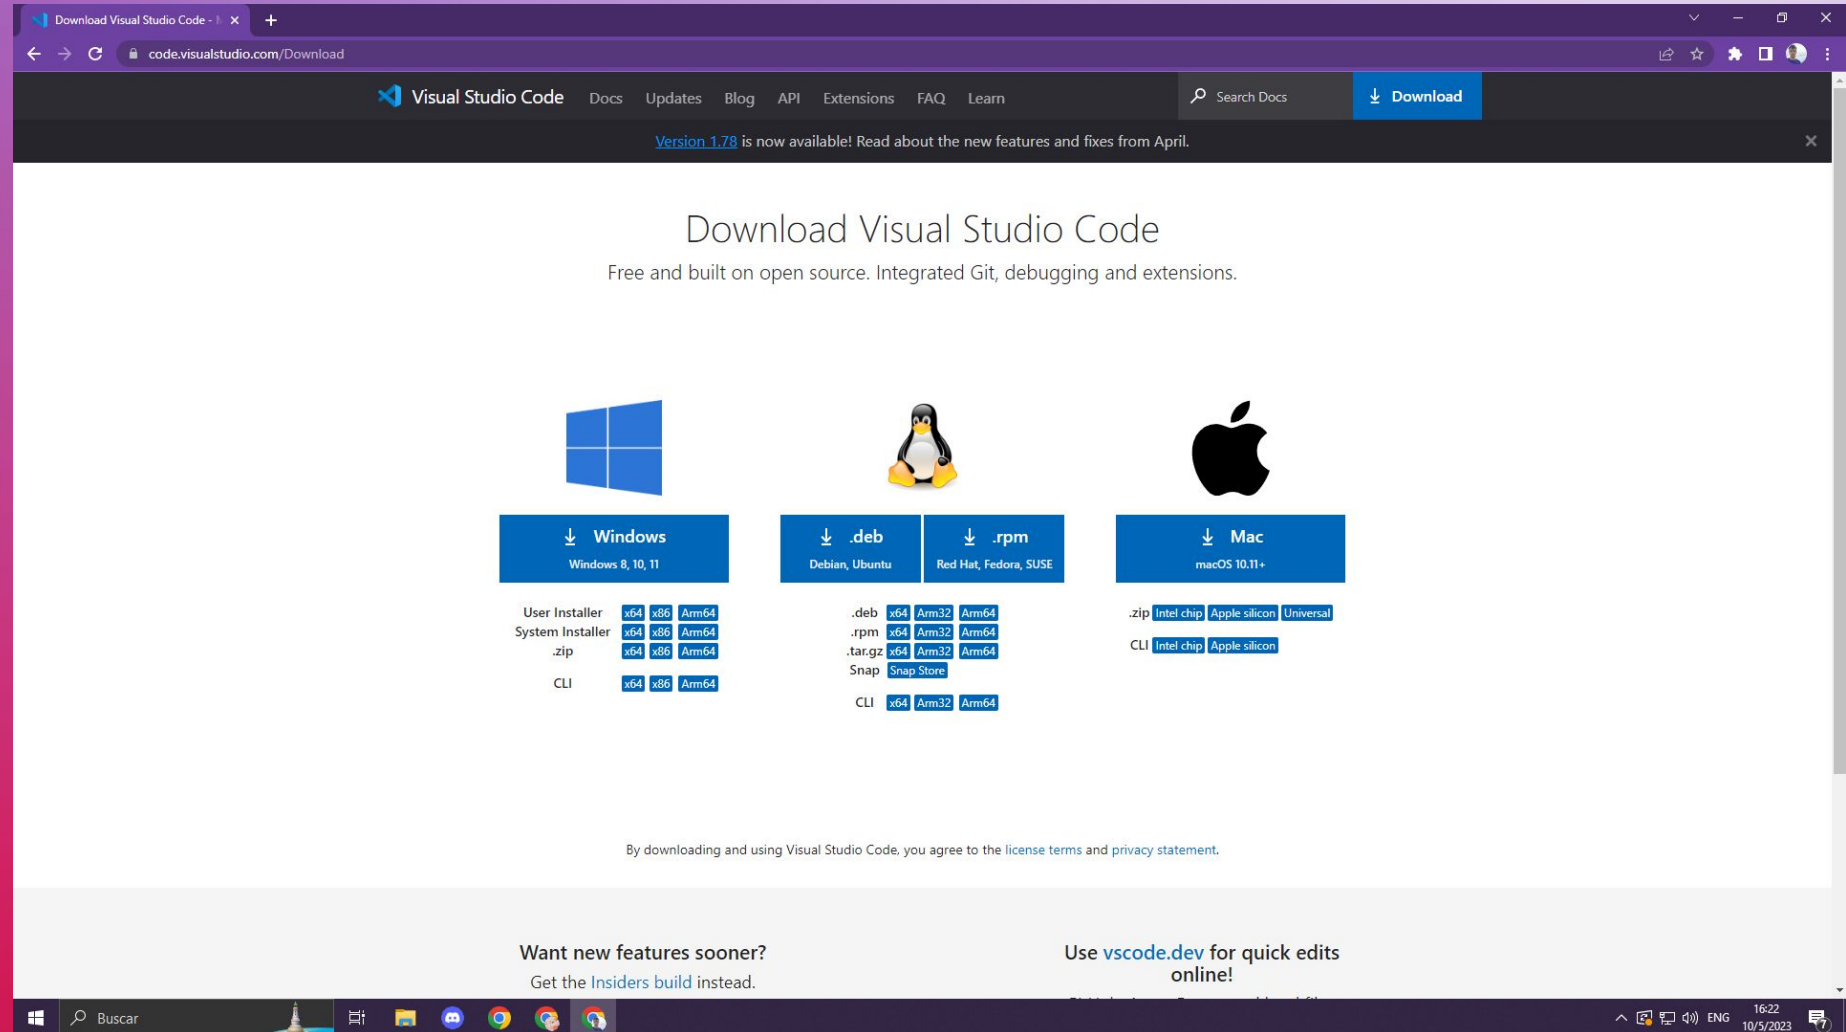 Download Visual Studio Code -
code.visualstudio.com/Download
Visual Studio Code Docs Updates Blog API Extensions FAQ Learn Search Docs Download
Version 1.78 is now available! Read about the new features and fixes from April.
Download Visual Studio Code
Free and built on open source. Integrated Git, debugging and extensions.
Windows
Windows 8, 10, 11
User Installer x64 x86 Arm64
System Installer x64 x86 Arm64
.zip x64 x86 Arm64
CLI x64 x86 Arm64
.deb
Debian, Ubuntu
.rpm
Red Hat, Fedora, SUSE
.deb x64 Arm32 Arm64
.rpm x64 Arm32 Arm64
.tar.gz x64 Arm32 Arm64
Snap Snap Store
CLI x64 Arm32 Arm64
Mac
macOS 10.11+
.zip Intel chip Apple silicon Universal
CLI Intel chip Apple silicon
By downloading and using Visual Studio Code, you agree to the license terms and privacy statement.
Want new features sooner?
Get the Insiders build instead.
Use vscode.dev for quick edits
online!
Buscar
ENG
16:22
10/5/2023
7